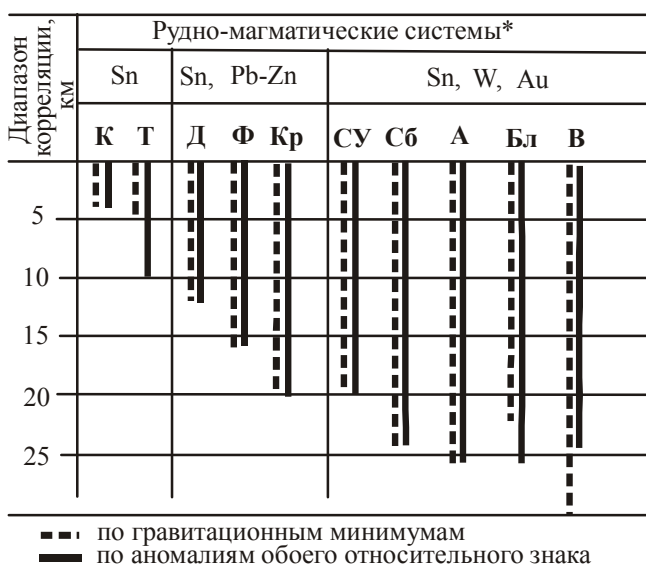 Диапазон корреляции, км
Рудно-магматические системы*
Sn
Sn, Pb-Zn
Sn, W, Au
К Т Д Ф Кр СУ Сб А Бл В
5
10
15
20
25
по гравитационным минимумам
по аномалиям обоего относительного знака